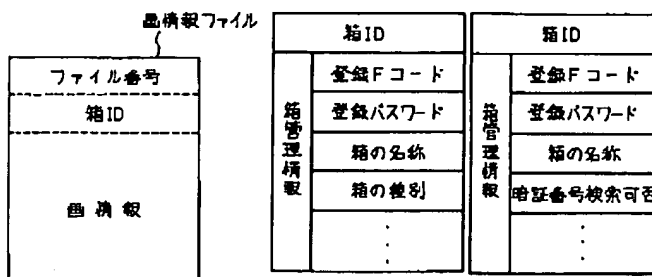 画情報ファイル
ファイル番号
箱ID
画情報
箱ID
箱管理情報
登録Fコード
登録パスワード
箱の名称
箱の種別
箱ID
箱管理情報
登録Fコード
登録パスワード
箱の名称
暗証番号検索可否